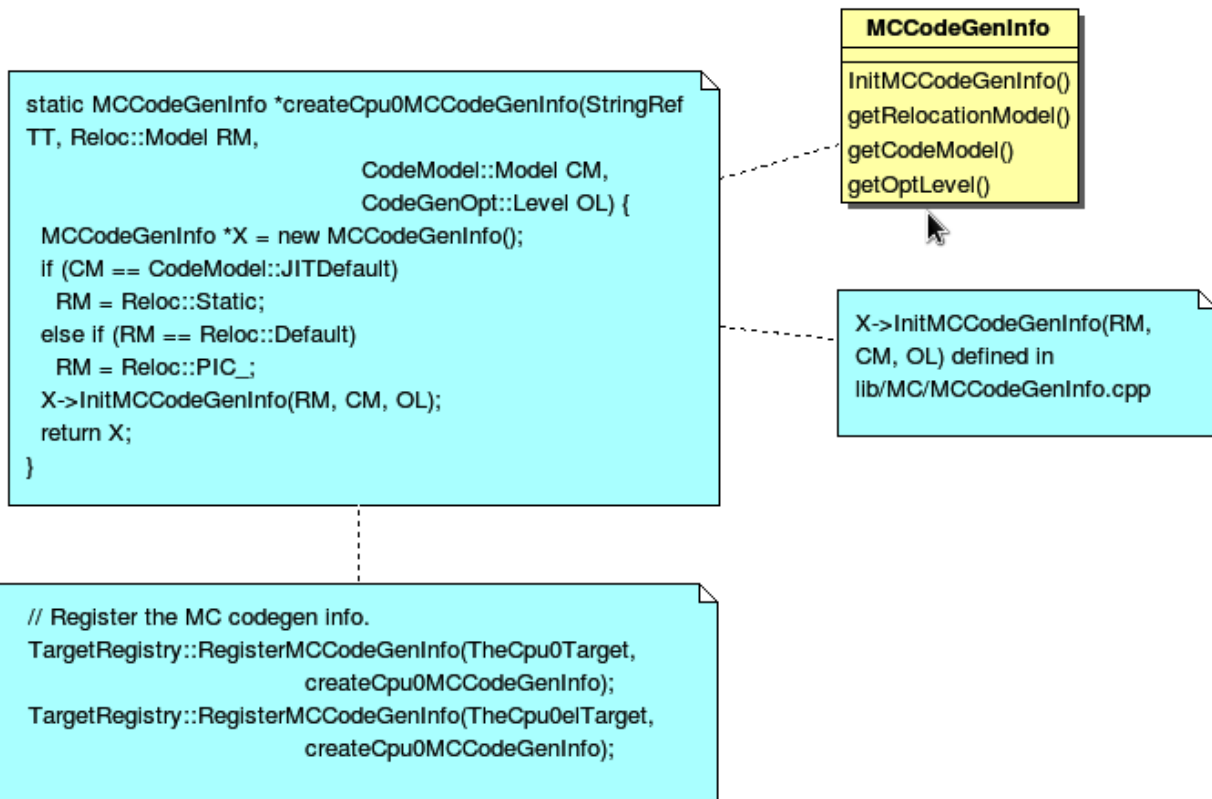 MCCodeGenInfo
InitMCCodeGenInfo()
getRelocationModel()
getCodeModel()
getOptLevel()
static MCCodeGenInfo *createCpu0MCCodeGenInfo(StringRef
TT, Reloc::Model RM,
CodeModel::Model CM,
CodeGenOpt::Level OL) {
MCCodeGenInfo *X = new MCCodeGenInfo();
if (CM == CodeModel::JITDefault)
RM = Reloc::Static;
else if (RM == Reloc::Default)
RM = Reloc::PIC_;
X->InitMCCodeGenInfo(RM, CM, OL);
return X;
}
X->InitMCCodeGenInfo(RM,
CM, OL) defined in
lib/MC/MCCodeGenInfo.cpp
// Register the MC codegen info.
TargetRegistry::RegisterMCCodeGenInfo(TheCpu0Target,
createCpu0MCCodeGenInfo);
TargetRegistry::RegisterMCCodeGenInfo(TheCpu0elTarget,
createCpu0MCCodeGenInfo);